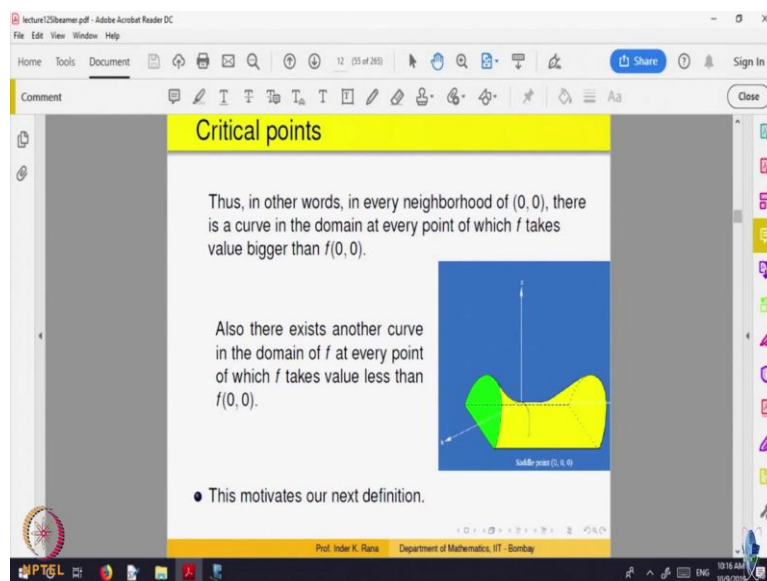 lecture125lbeamer.pdf - Adobe Acrobat Reader DC
File Edit View Window Help
Home Tools Document 12 (55 of 265) Share Sign In
Comment Aa Close
Critical points
Thus, in other words, in every neighborhood of (0, 0), there
is a curve in the domain at every point of which f takes
value bigger than f(0, 0).
Also there exists another curve
in the domain of f at every point
of which f takes value less than
f(0, 0).
z
x
Saddle point (0, 0, 0)
• This motivates our next definition.
Prof. Inder K. Rana Department of Mathematics, IIT - Bombay
NPTEL
ENG
10:16 AM